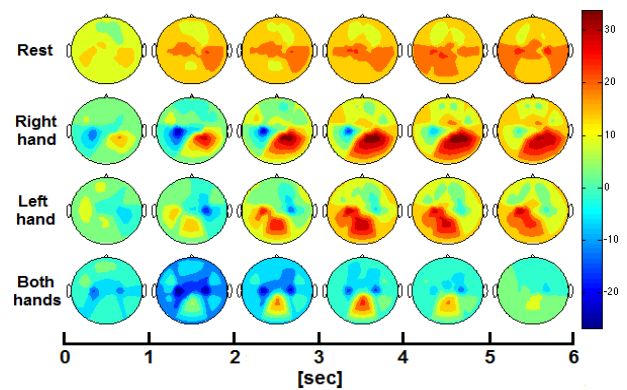 Rest
Right
hand
Left
hand
Both
hands
30
20
10
0
-10
-20
0 1 2 3 4 5 6
[sec]